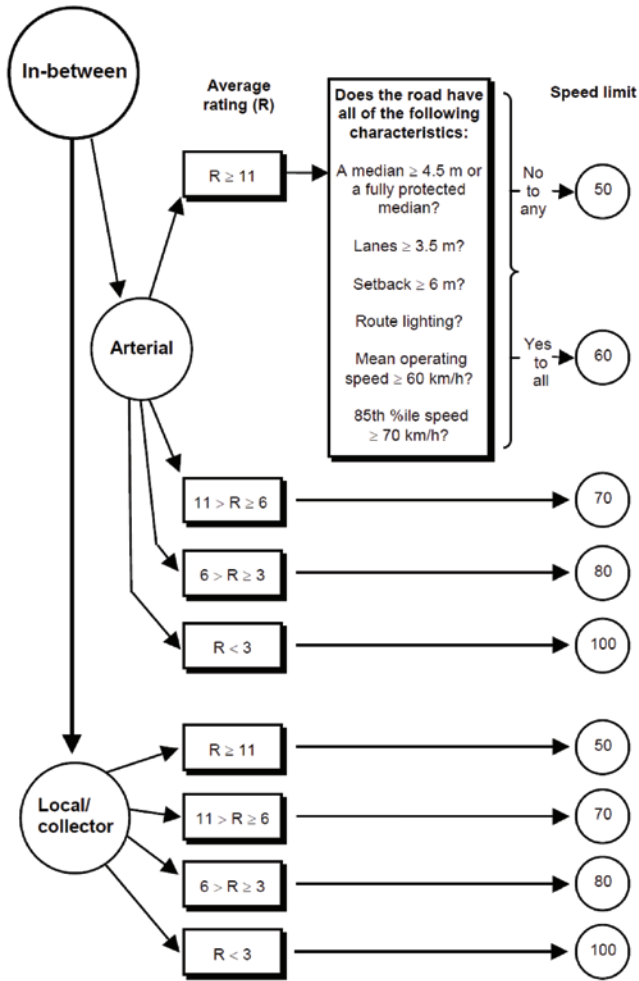 In-between
Average
rating (R)
Speed limit
Does the road have
all of the following
characteristics:
A median ≥ 4.5 m or
a fully protected
median?
Lanes ≥ 3.5 m?
Setback ≥ 6 m?
Route lighting?
Mean operating
speed ≥ 60 km/h?
85th %ile speed
≥ 70 km/h?
R ≥ 11
No
to
any
50
Arterial
Yes
to
all
60
11 > R ≥ 6
70
6 > R ≥ 3
80
R < 3
100
Local/
collector
R ≥ 11
50
11 > R ≥ 6
70
6 > R ≥ 3
80
R < 3
100